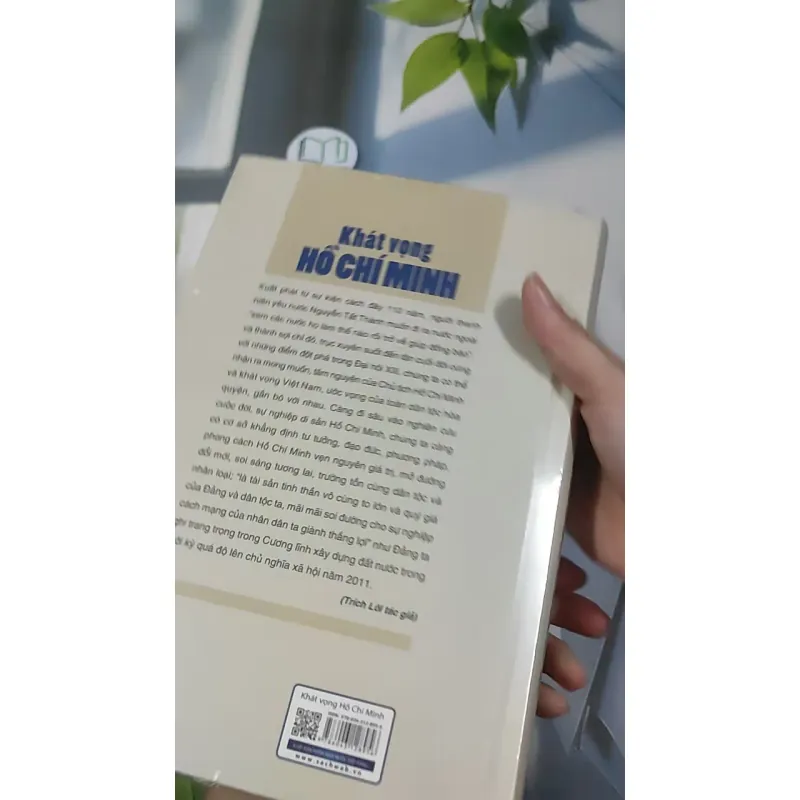 Khát vọng
HỒ CHÍ MINH
Xuất phát từ sự kiện cách đây 110 năm, người thanh
niên yêu nước Nguyễn Tất Thành muốn đi ra nước ngoài
"xem các nước họ làm thế nào rồi trở về giúp đồng bào"
và thành sợi chỉ đỏ, trục xuyên suốt đến tận cuối đời cùng
với những điểm đột phá trong Đại hội XIII, chúng ta có thể
nhận ra mong muốn, tâm nguyện của Chủ tịch Hồ Chí Minh
và khát vọng Việt Nam, ước vọng của toàn dân tộc hòa
quyện, gắn bó với nhau. Càng đi sâu vào nghiên cứu
cuộc đời, sự nghiệp di sản Hồ Chí Minh, chúng ta càng
có cơ sở khẳng định tư tưởng, đạo đức, phương pháp,
phong cách Hồ Chí Minh vẹn nguyên giá trị, mở đường
đổi mới, soi sáng tương lai, trường tồn cùng dân tộc và
nhân loại; "là tài sản tinh thần vô cùng to lớn và quý giá
của Đảng và dân tộc ta, mãi mãi soi đường cho sự nghiệp
cách mạng của nhân dân ta giành thắng lợi" như Đảng ta
ghi trang trọng trong Cương lĩnh xây dựng đất nước trong
kỳ quá độ lên chủ nghĩa xã hội năm 2011.
(Trích Lời tác giả)
Khát vọng Hồ Chí Minh
www.sachweb.vn